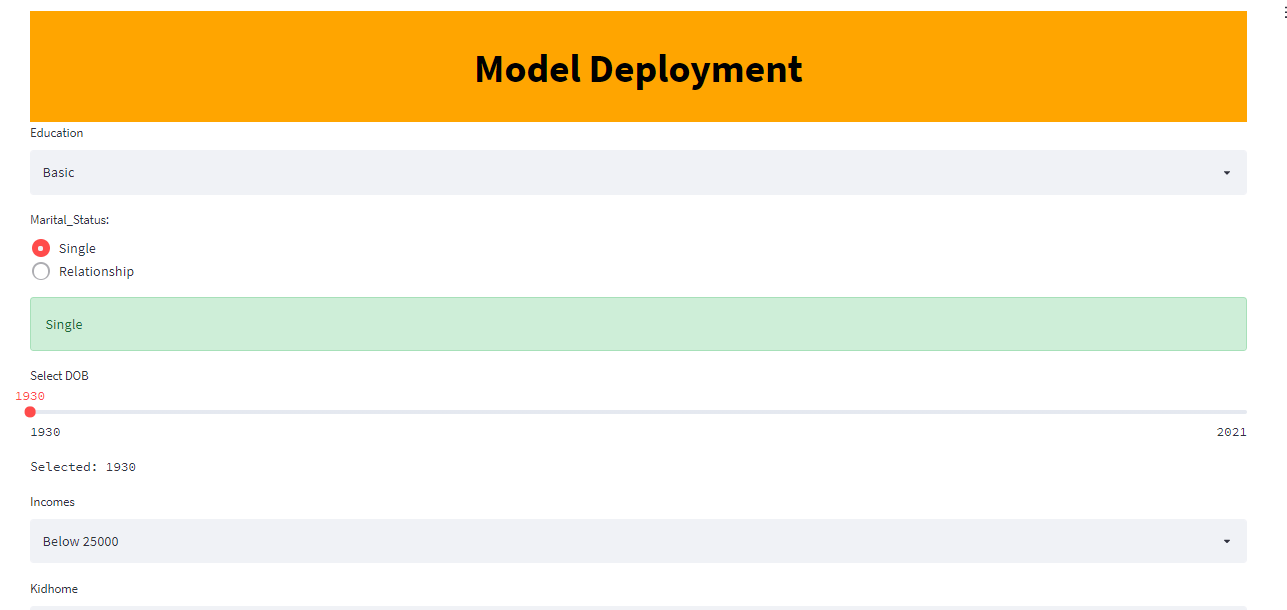 Model Deployment
Education
Basic
Marital_Status:
Single
Relationship
Single
Select DOB
1930
1930 2021
Selected: 1930
Incomes
Below 25000
Kidhome